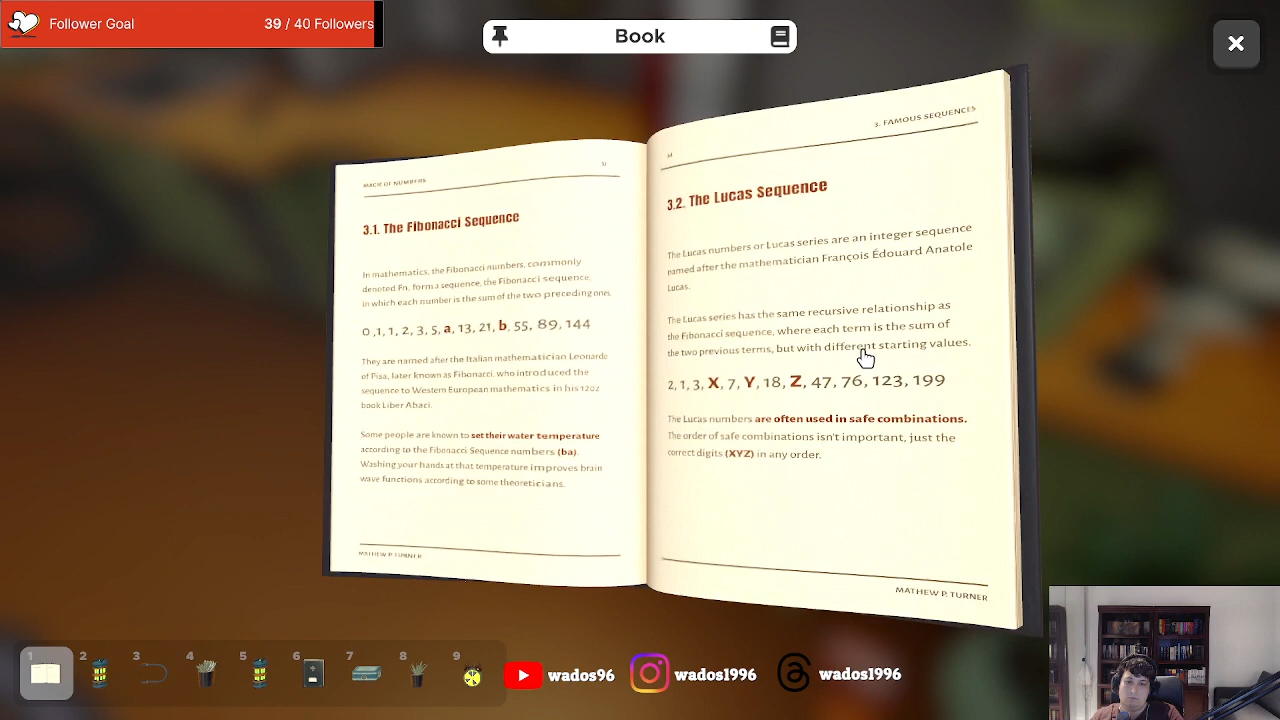 Follower Goal
39 / 40 Followers
Book
MAGIC OF NUMBERS
3.1. The Fibonacci Sequence
In mathematics, the Fibonacci numbers, commonly
denoted Fn, form a sequence, the Fibonacci sequence,
in which each number is the sum of the two preceding ones.
0 ,1, 1, 2, 3, 5, a, 13, 21, b, 55, 89, 144
They are named after the Italian mathematician Leonardo
of Pisa, later known as Fibonacci, who introduced the
sequence to Western European mathematics in his 1202
book Liber Abaci.
Some people are known to set their water temperature
according to the Fibonacci Sequence numbers (ba).
Washing your hands at that temperature improves brain
wave functions according to some theoreticians.
MATHEW P. TURNER
3. FAMOUS SEQUENCES
3.2. The Lucas Sequence
The Lucas numbers or Lucas series are an integer sequence
named after the mathematician François Édouard Anatole
Lucas.
The Lucas series has the same recursive relationship as
the Fibonacci sequence, where each term is the sum of
the two previous terms, but with different starting values.
2, 1, 3, X, 7, Y, 18, Z, 47, 76, 123, 199
The Lucas numbers are often used in safe combinations.
The order of safe combinations isn't important, just the
correct digits (XYZ) in any order.
MATHEW P. TURNER
1 2 3 4 5 6 7 8 9
wados96
wados1996
wados1996